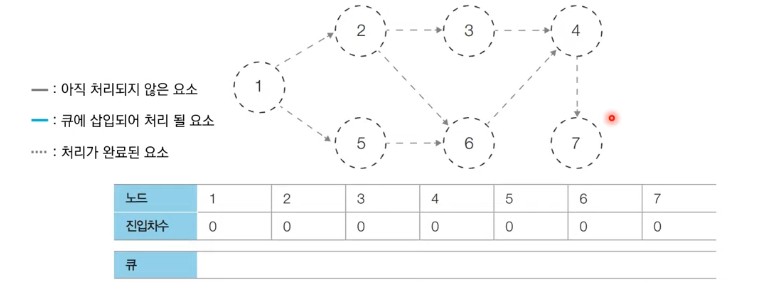 2
3
4
1
: 아직 처리되지 않은 요소
: 큐에 삽입되어 처리 될 요소
5
6
7
: 처리가 완료된 요소
노드 1 2 3 4 5 6 7
진입차수 0 0 0 0 0 0 0
큐